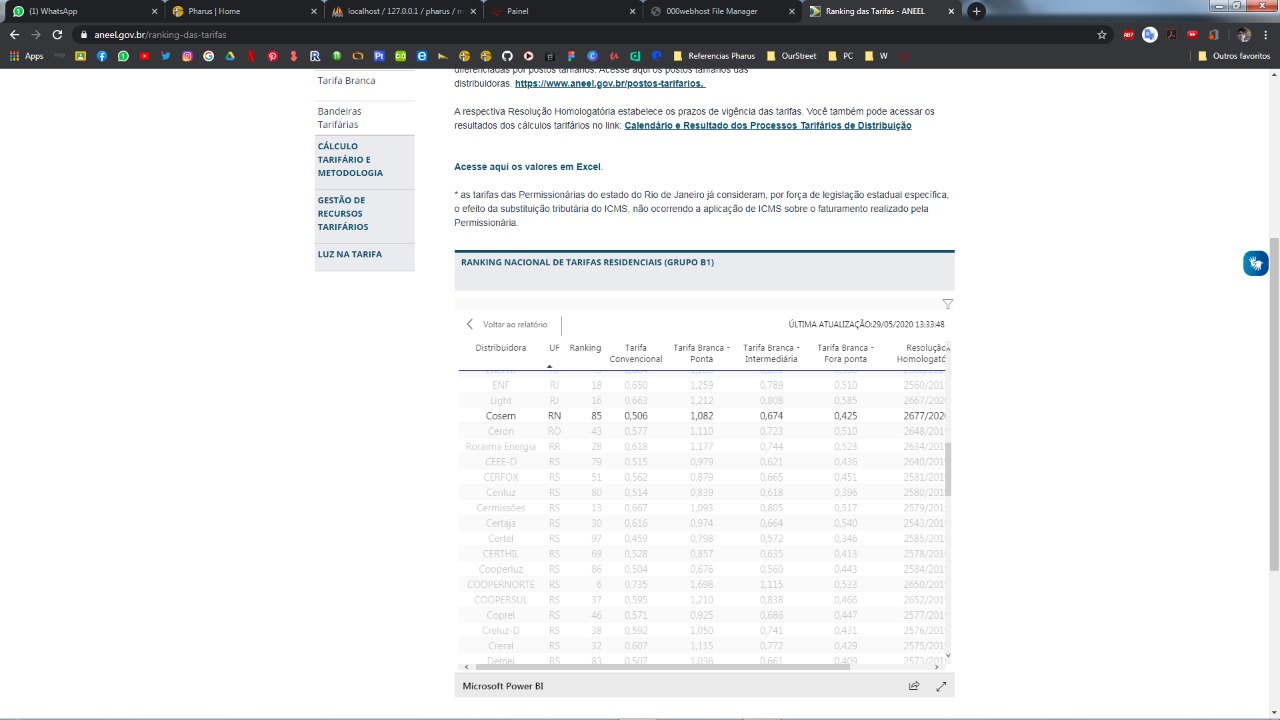 (1) WhatsApp
Pharus | Home
localhost / 127.0.0.1 / pharus / m
Painel
000webhost File Manager
Ranking das Tarifas - ANEEL
aneel.gov.br/ranking-das-tarifas
Apps
Referencias Pharus
OurStreet
PC
W
Outros favoritos
Tarifa Branca
Bandeiras
Tarifárias
CÁLCULO
TARIFÁRIO E
METODOLOGIA
GESTÃO DE
RECURSOS
TARIFÁRIOS
LUZ NA TARIFA
diferenciadas por postos tarifários. Acesse aqui os postos tarifários das
distribuidoras. https://www.aneel.gov.br/postos-tarifarios.
A respectiva Resolução Homologatória estabelece os prazos de vigência das tarifas. Você também pode acessar os
resultados dos cálculos tarifários no link: Calendário e Resultado dos Processos Tarifários de Distribuição
Acesse aqui os valores em Excel.
* as tarifas das Permissionárias do estado do Rio de Janeiro já consideram, por força de legislação estadual específica,
o efeito da substituição tributária do ICMS, não ocorrendo a aplicação de ICMS sobre o faturamento realizado pela
Permissionária.
RANKING NACIONAL DE TARIFAS RESIDENCIAIS (GRUPO B1)
Voltar ao relatório
ÚLTIMA ATUALIZAÇÃO:29/05/2020 13:33:48
Distribuidora UF Ranking Tarifa Convencional Tarifa Branca - Ponta Tarifa Branca - Intermediária Tarifa Branca - Fora ponta Resolução Homologató
ENF RJ 18 0,650 1,259 0,789 0,510 2560/201
Light RJ 16 0,663 1,212 0,808 0,585 2667/202
Cosern RN 85 0,506 1,082 0,674 0,425 2677/202
Ceron RO 43 0,577 1,110 0,723 0,510 2648/201
Roraima Energia RR 28 0,618 1,177 0,744 0,523 2634/201
CEEE-D RS 79 0,515 0,979 0,621 0,436 2640/201
CERFOX RS 51 0,562 0,879 0,665 0,451 2581/201
Ceriluz RS 80 0,514 0,839 0,618 0,396 2580/201
Cermissões RS 13 0,667 1,093 0,805 0,517 2579/201
Certaja RS 30 0,616 0,974 0,664 0,540 2543/201
Certel RS 97 0,459 0,798 0,572 0,346 2585/201
CERTHIL RS 69 0,528 0,857 0,635 0,413 2578/201
Cooperluz RS 86 0,504 0,676 0,560 0,443 2584/201
COOPERNORTE RS 6 0,735 1,698 1,115 0,533 2650/201
COOPERSUL RS 37 0,595 1,210 0,838 0,466 2652/201
Coprel RS 46 0,571 0,925 0,686 0,447 2577/201
Creluz-D RS 38 0,592 1,050 0,741 0,431 2576/201
Creral RS 32 0,607 1,115 0,772 0,429 2575/201
Demei RS 83 0,507 1,036 0,661 0,409 2573/201
Microsoft Power BI